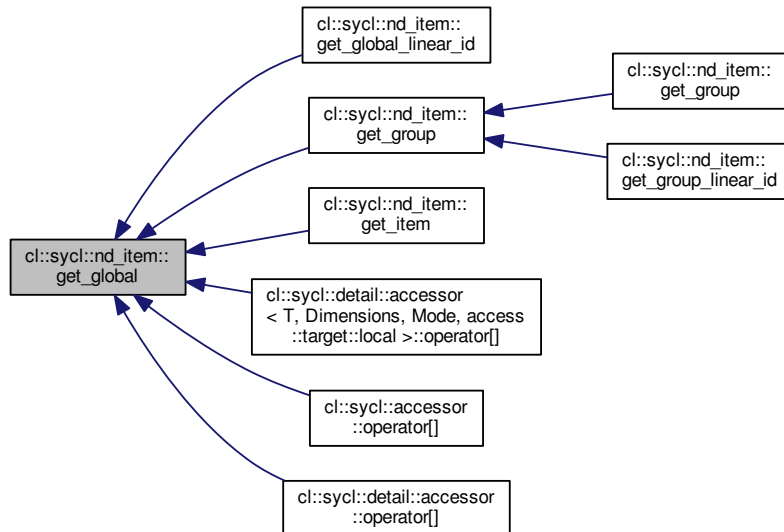 cl::sycl::nd_item::
get_global_linear_id
cl::sycl::nd_item::
get_group
cl::sycl::nd_item::
get_group
cl::sycl::nd_item::
get_group_linear_id
cl::sycl::nd_item::
get_item
cl::sycl::nd_item::
get_global
cl::sycl::detail::accessor
< T, Dimensions, Mode, access
::target::local >::operator[]
cl::sycl::accessor
::operator[]
cl::sycl::detail::accessor
::operator[]